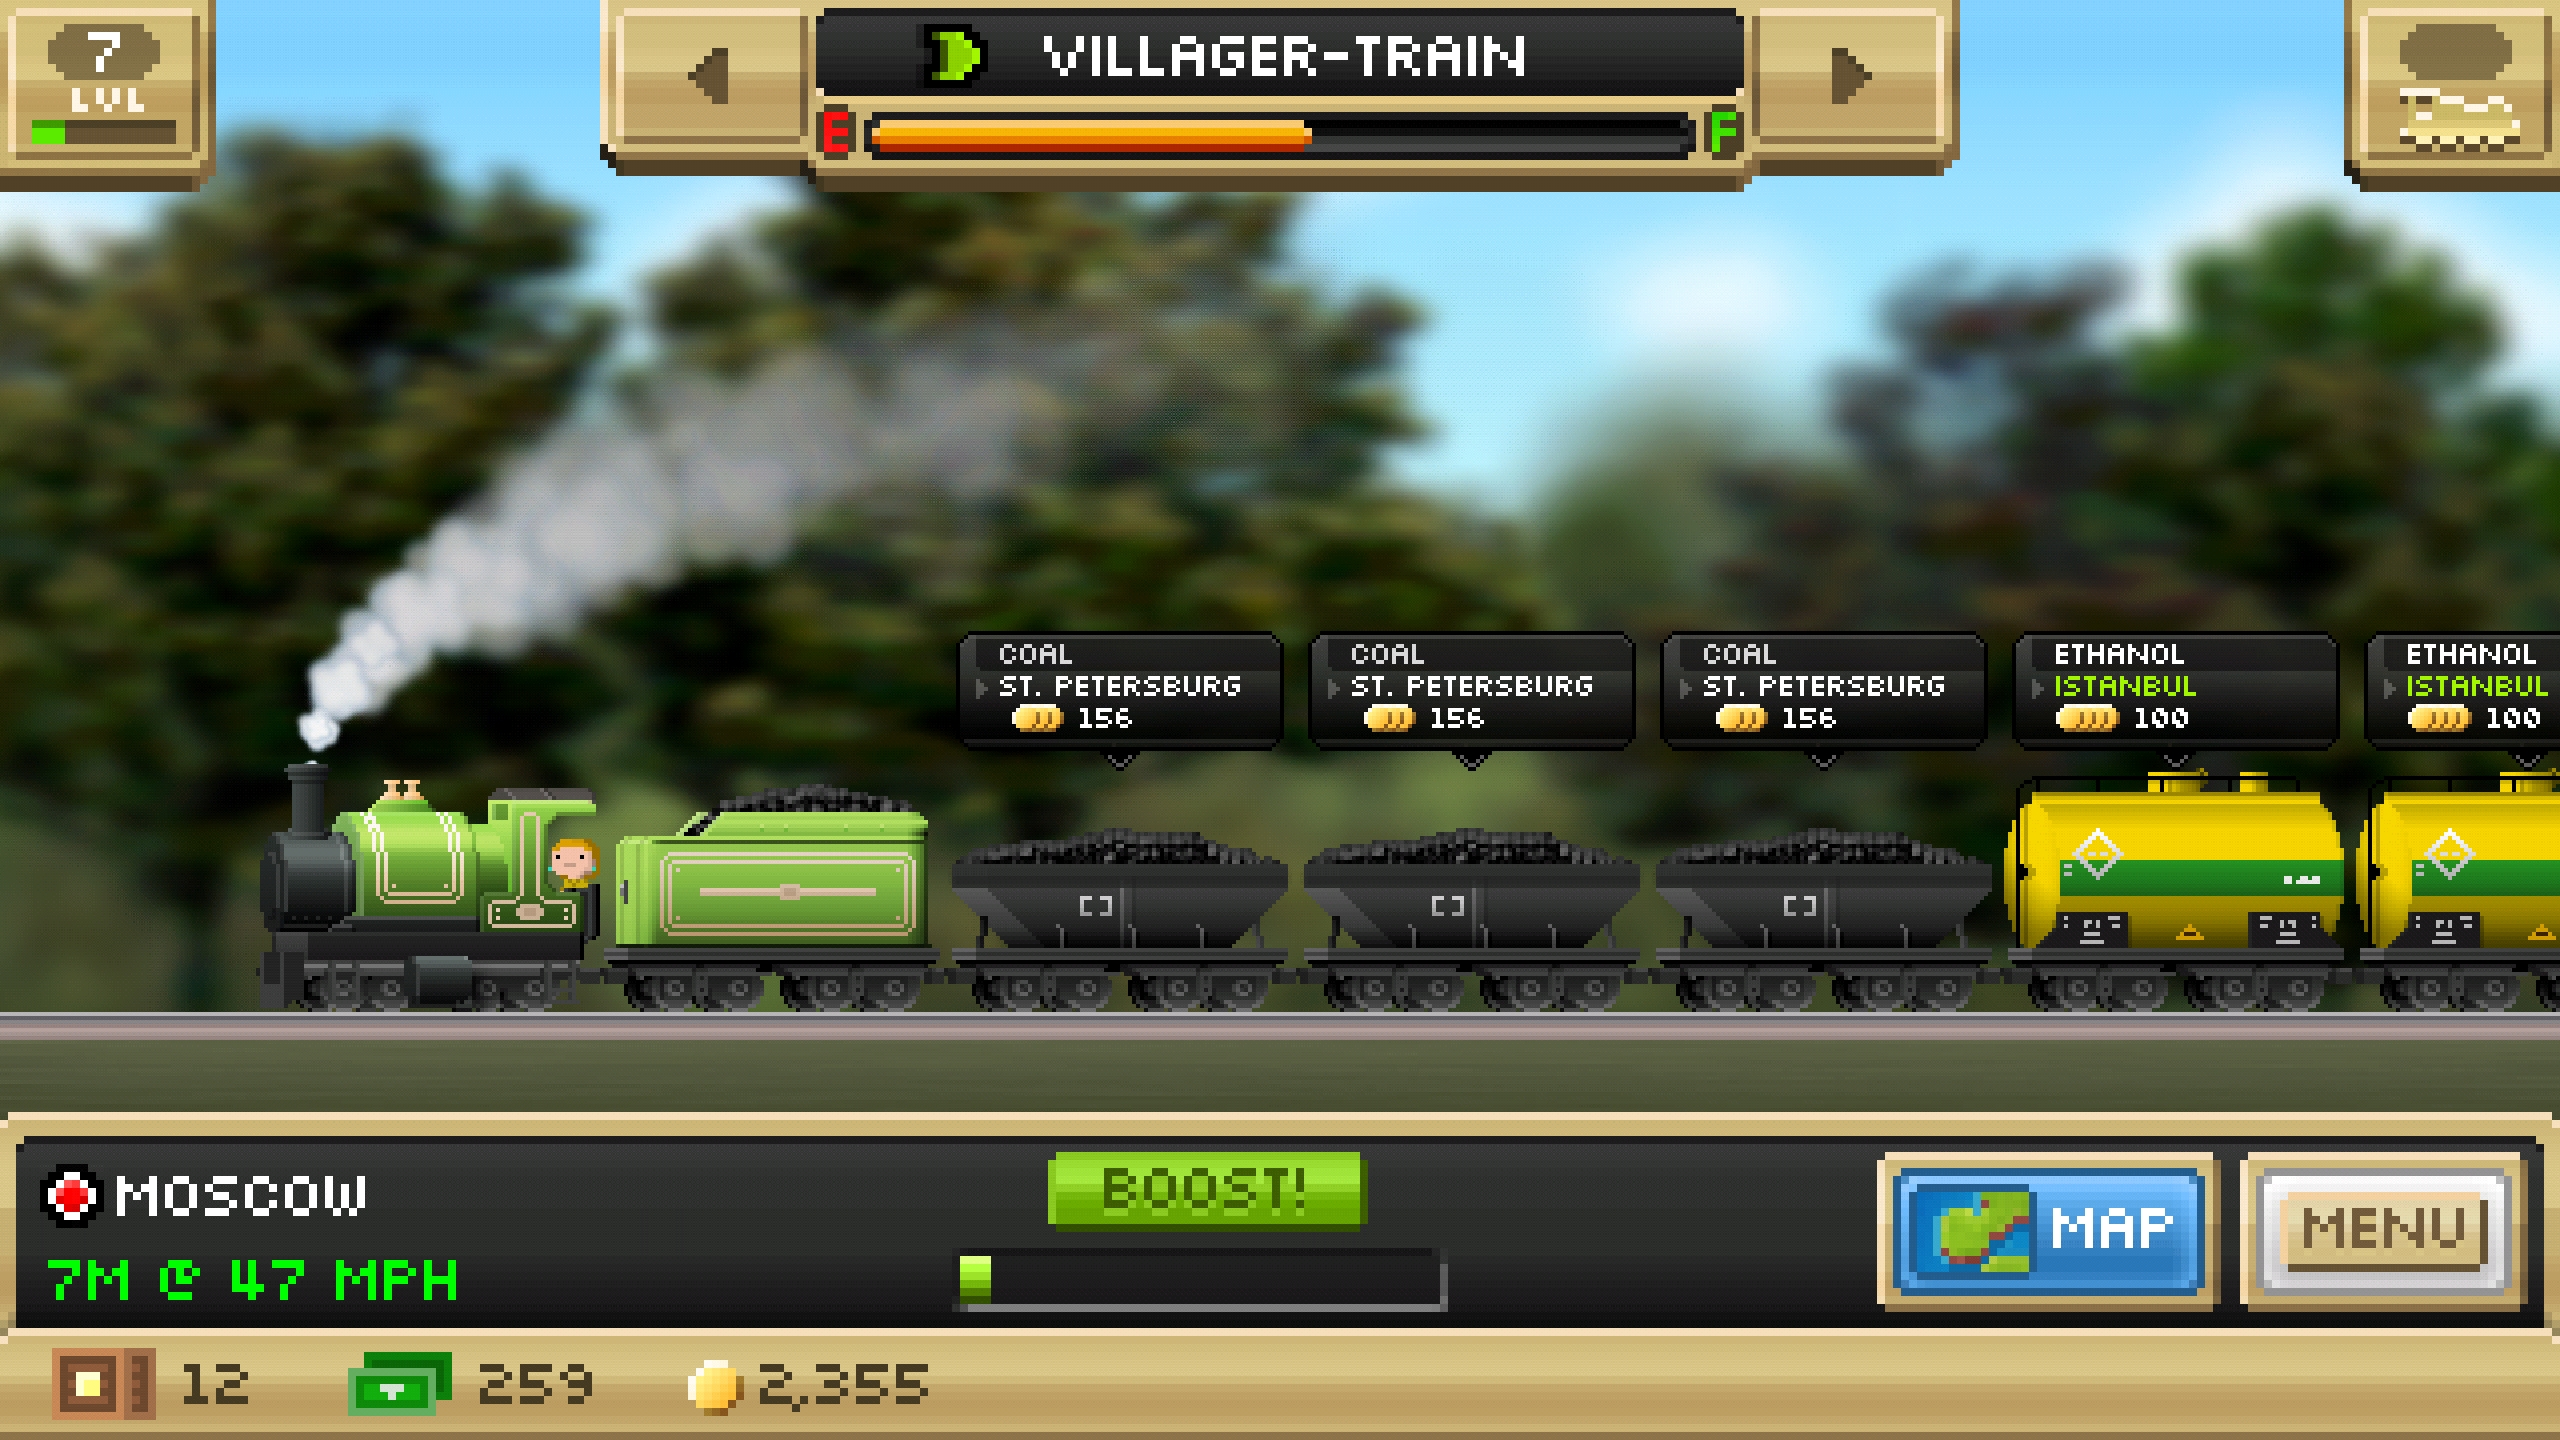 7
LVL
VILLAGER-TRAIN
E
F
COAL
ST. PETERSBURG
156
COAL
ST. PETERSBURG
156
COAL
ST. PETERSBURG
156
ETHANOL
ISTANBUL
100
ETHANOL
ISTANBUL
100
MOSCOW
7M @ 47 MPH
BOOST!
MAP
MENU
12
259
2,355